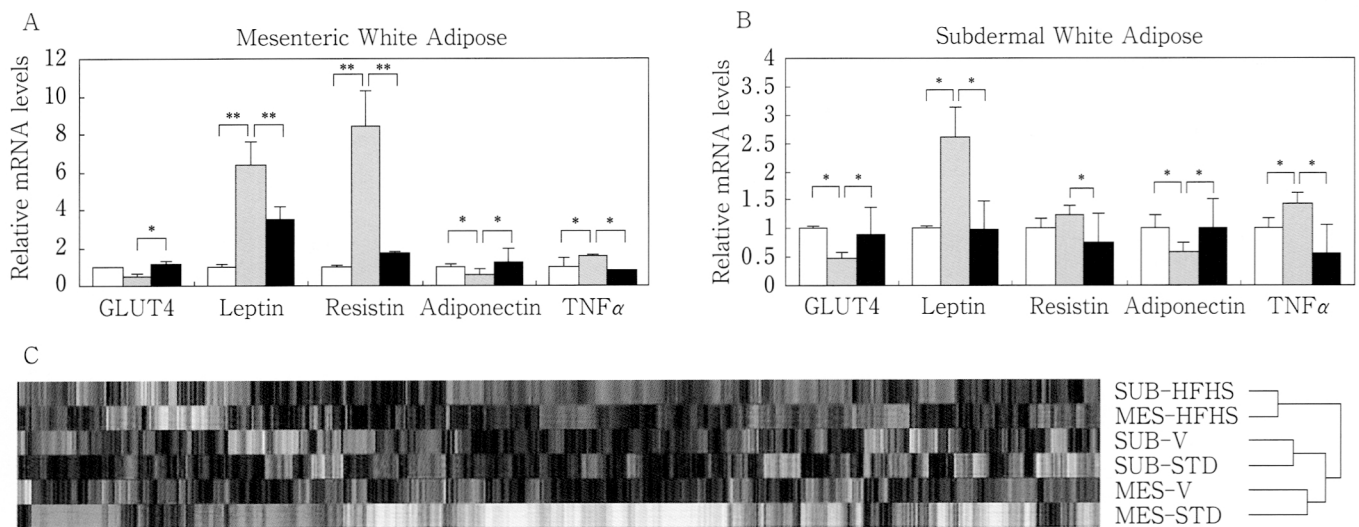 A
Mesenteric White Adipose
Relative mRNA levels
12
10
8
6
4
2
0
** **
** **
*
* *
* *
GLUT4 Leptin Resistin Adiponectin TNFα
B
Subdermal White Adipose
Relative mRNA levels
4
3.5
3
2.5
2
1.5
1
0.5
0
* *
* *
*
* *
* *
GLUT4 Leptin Resistin Adiponectin TNFα
C
SUB-HFHS
MES-HFHS
SUB-V
SUB-STD
MES-V
MES-STD